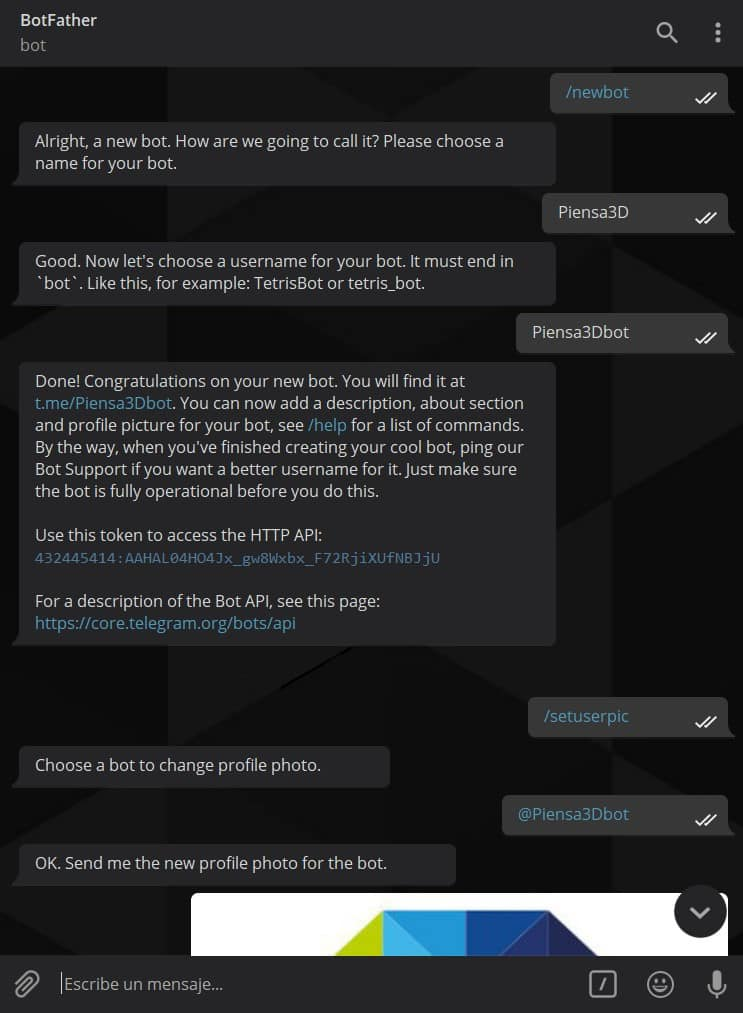 BotFather
bot
/newbot
Alright, a new bot. How are we going to call it? Please choose a
name for your bot.
Piensa3D
Good. Now let's choose a username for your bot. It must end in
`bot`. Like this, for example: TetrisBot or tetris_bot.
Piensa3Dbot
Done! Congratulations on your new bot. You will find it at
t.me/Piensa3Dbot. You can now add a description, about section
and profile picture for your bot, see /help for a list of commands.
By the way, when you've finished creating your cool bot, ping our
Bot Support if you want a better username for it. Just make sure
the bot is fully operational before you do this.
Use this token to access the HTTP API:
432445414:AAHAL04HO4Jx_gw8Wxbx_F72RjiXUfNBJjU
For a description of the Bot API, see this page:
https://core.telegram.org/bots/api
/setuserpic
Choose a bot to change profile photo.
@Piensa3Dbot
OK. Send me the new profile photo for the bot.
Escribe un mensaje...